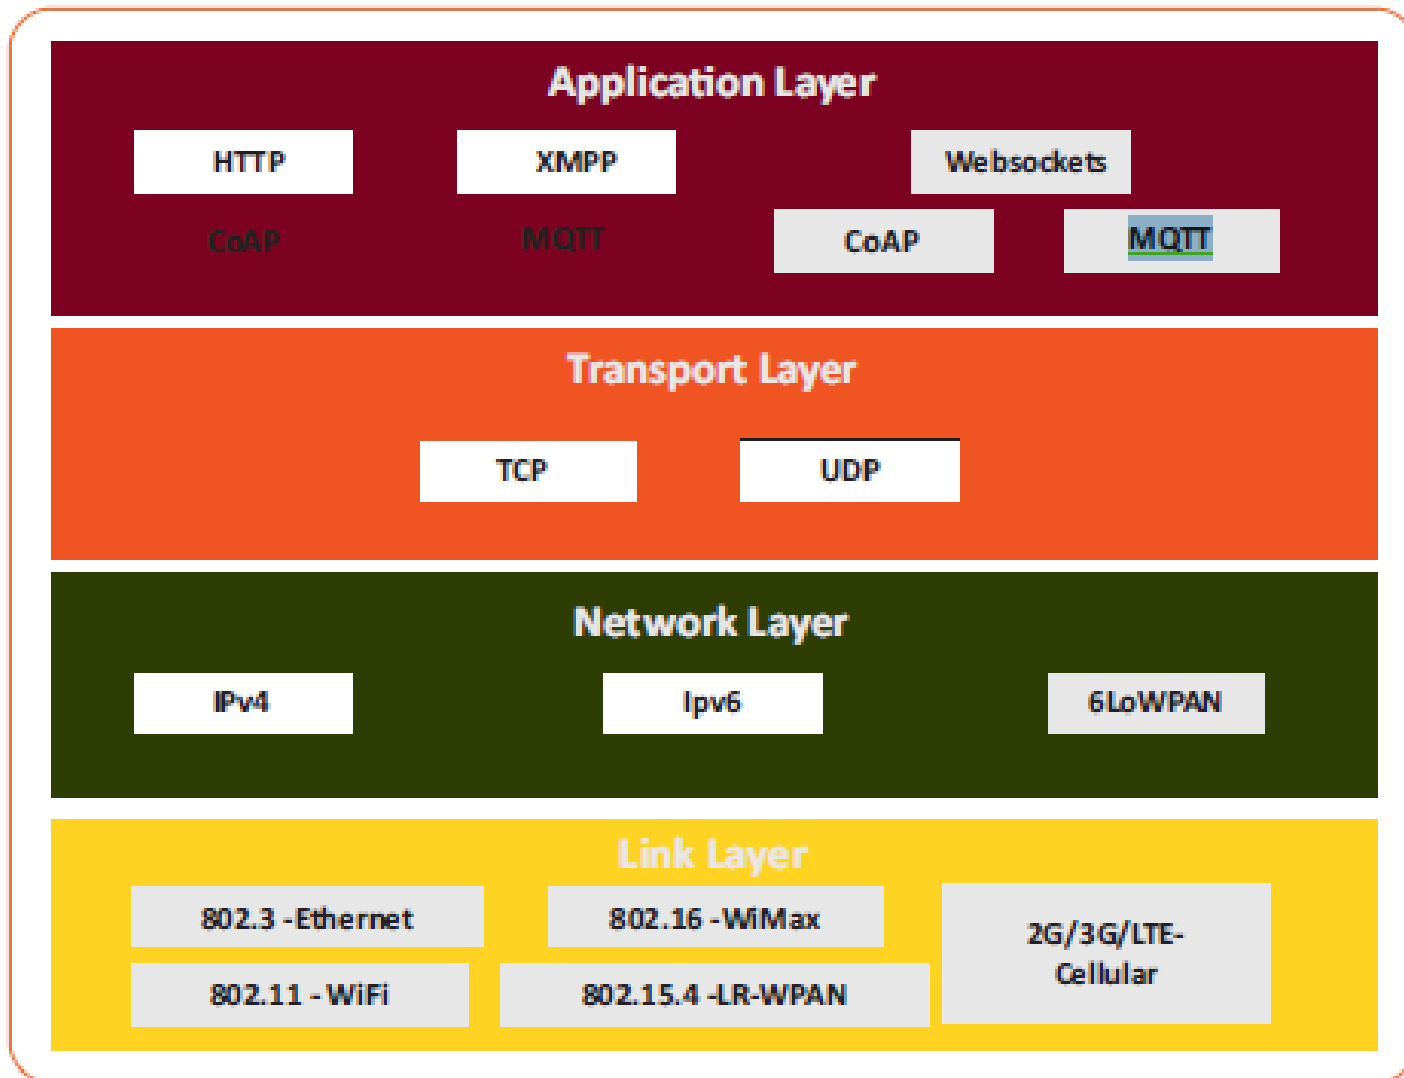 Application Layer
HTTP XMPP Websockets
CoAP MQTT CoAP MQTT
Transport Layer
TCP UDP
Network Layer
IPv4 Ipv6 6LoWPAN
Link Layer
802.3 -Ethernet 802.16 -WiMax
2G/3G/LTE-
Cellular
802.11 - WiFi 802.15.4 -LR-WPAN